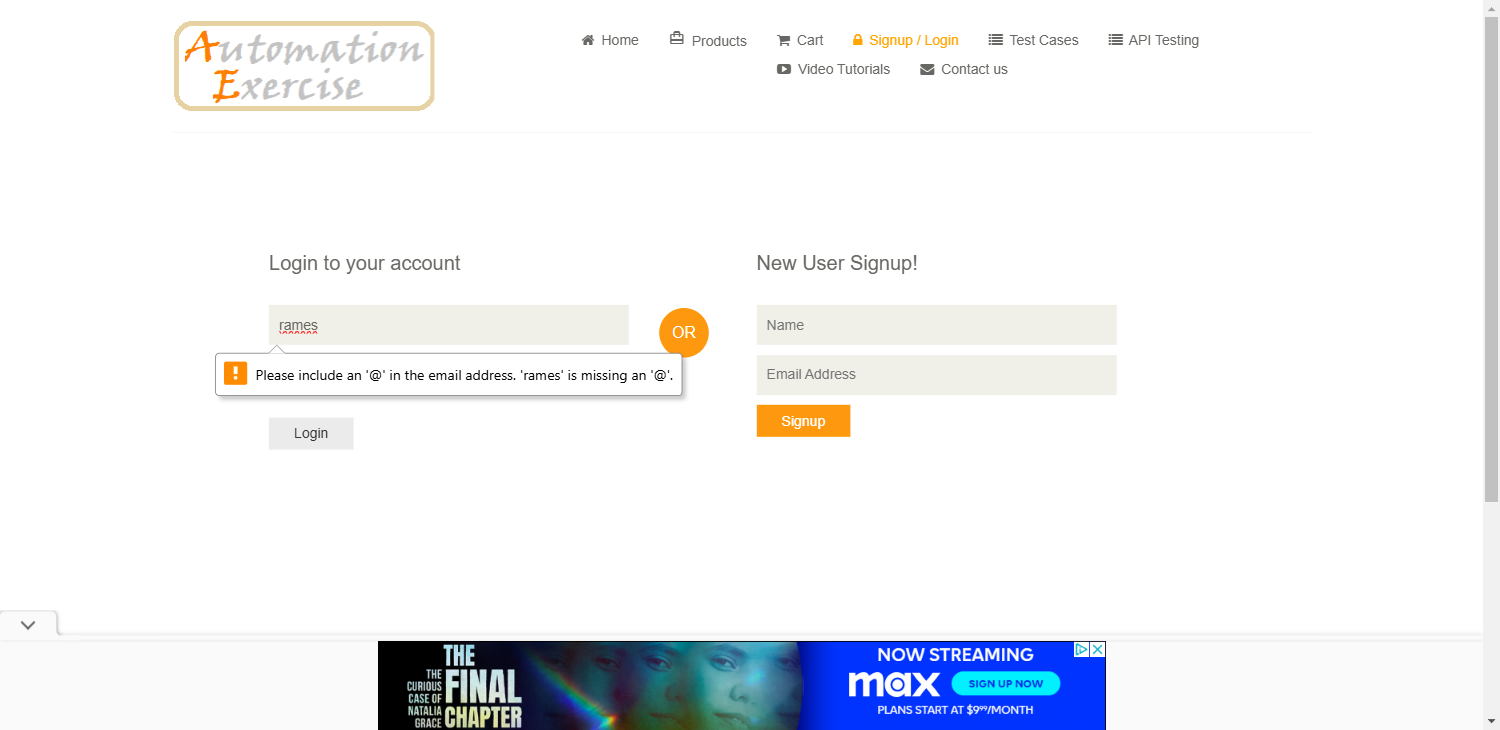 Automation
Exercise
Home
Products
Cart
Signup / Login
Test Cases
API Testing
Video Tutorials
Contact us
Login to your account
New User Signup!
rames
OR
Name
Please include an '@' in the email address. 'rames' is missing an '@'.
Email Address
Login
Signup
THE
CURIOUS
CASE OF
NATALIA
GRACE
THE
FINAL
CHAPTER
NOW STREAMING
max
SIGN UP NOW
PLANS START AT $9⁹⁹/MONTH